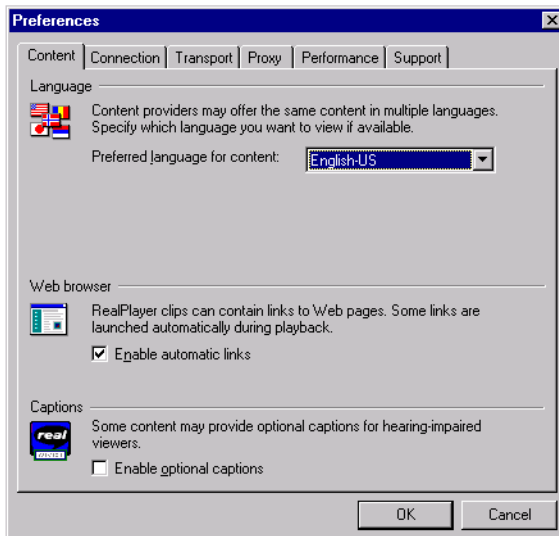 Preferences
Content Connection Transport Proxy Performance Support
Language
Content providers may offer the same content in multiple languages.
Specify which language you want to view if available.
Preferred language for content: English-US
Web browser
RealPlayer clips can contain links to Web pages. Some links are
launched automatically during playback.
Enable automatic links
Captions
real
Some content may provide optional captions for hearing-impaired
viewers.
Enable optional captions
OK Cancel